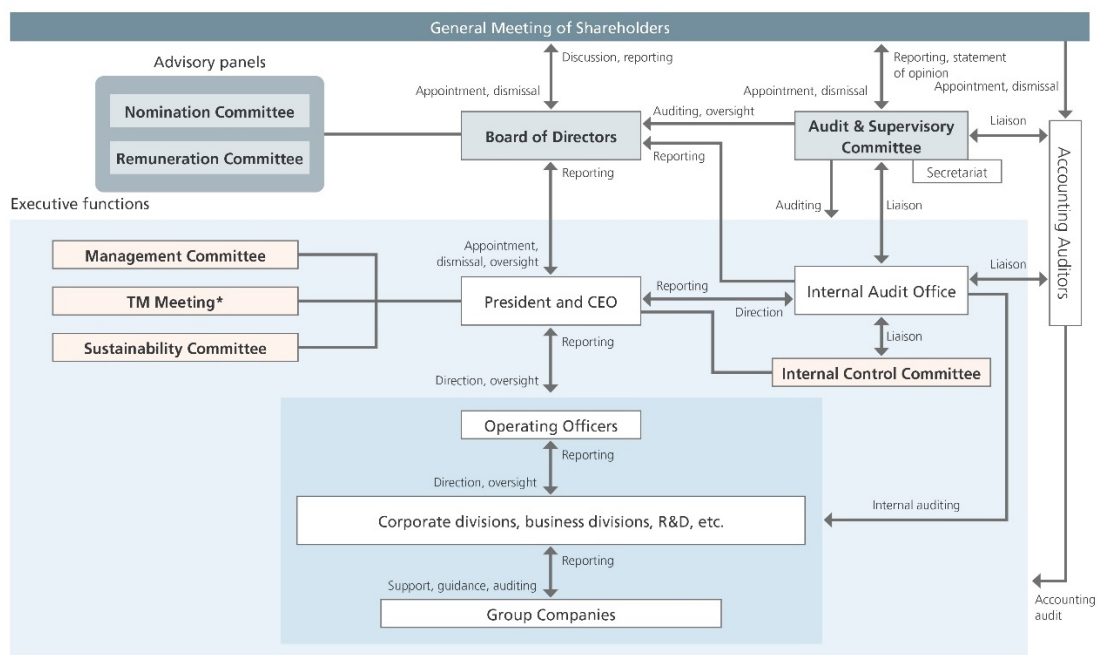 General Meeting of Shareholders
Advisory panels
Nomination Committee
Remuneration Committee
Discussion, reporting
Appointment, dismissal
Reporting, statement
of opinion
Appointment, dismissal
Appointment, dismissal
Board of Directors
Auditing, oversight
Audit & Supervisory
Committee
Liaison
Accounting Auditors
Reporting
Reporting
Secretariat
Auditing
Liaison
Executive functions
Management Committee
TM Meeting*
Sustainability Committee
Appointment,
dismissal, oversight
President and CEO
Reporting
Direction
Internal Audit Office
Liaison
Reporting
Liaison
Direction, oversight
Internal Control Committee
Operating Officers
Reporting
Direction, oversight
Corporate divisions, business divisions, R&D, etc.
Internal auditing
Reporting
Support, guidance, auditing
Group Companies
Accounting
audit